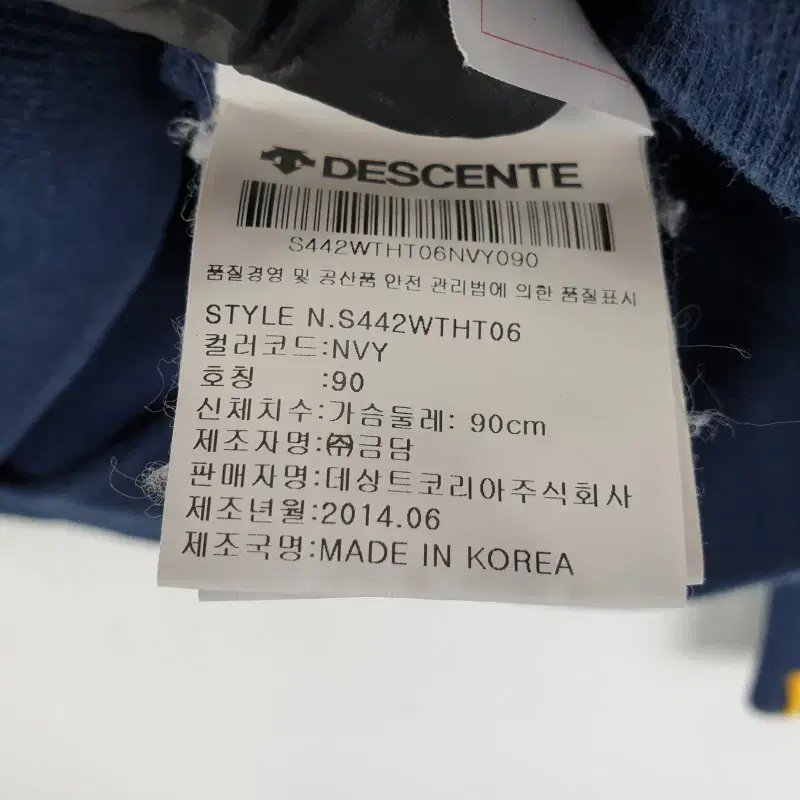 DESCENTE
S442WTHT06NVY090
품질경영 및 공산품 안전 관리법에 의한 품질표시
STYLE N.S442WTHT06
컬러코드:NVY
호칭 :90
신체치수:가슴둘레: 90cm
제조자명:㈜금담
판매자명:데상트코리아주식회사
제조년월:2014.06
제조국명:MADE IN KOREA